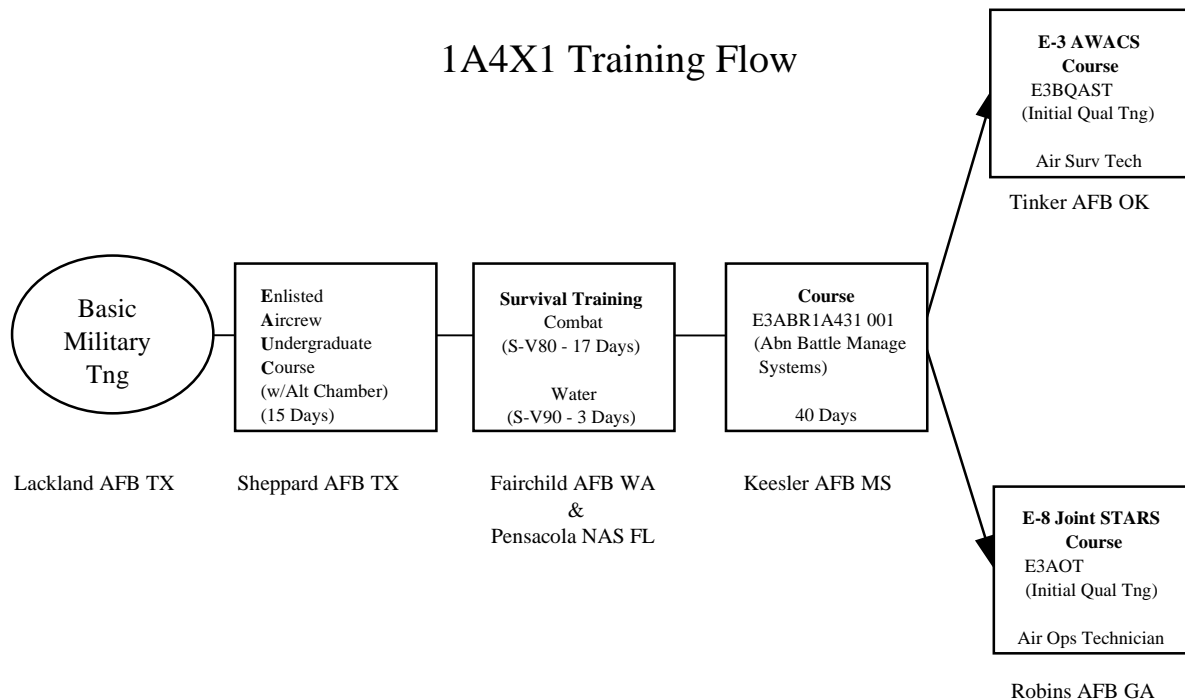 1A4X1 Training Flow
Basic
Military
Tng
Lackland AFB TX
Enlisted
Aircrew
Undergraduate
Course
(w/Alt Chamber)
(15 Days)
Sheppard AFB TX
Survival Training
Combat
(S-V80 - 17 Days)
Water
(S-V90 - 3 Days)
Fairchild AFB WA
&
Pensacola NAS FL
Course
E3ABR1A431 001
(Abn Battle Manage
Systems)
40 Days
Keesler AFB MS
E-3 AWACS
Course
E3BQAST
(Initial Qual Tng)
Air Surv Tech
Tinker AFB OK
E-8 Joint STARS
Course
E3AOT
(Initial Qual Tng)
Air Ops Technician
Robins AFB GA